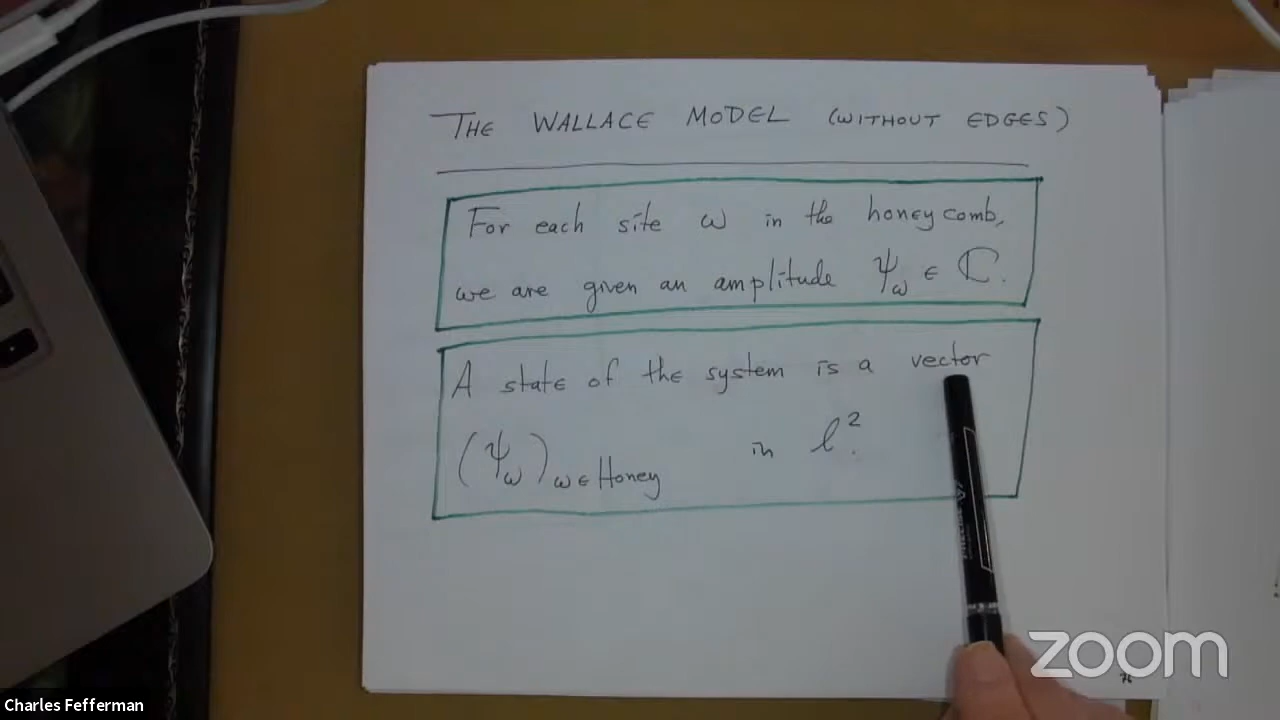 THE WALLACE MODEL (WITHOUT EDGES)
For each site ω in the honeycomb,
we are given an amplitude ψ_ω ∈ ℂ.
A state of the system is a vector
(ψ_ω)_ω∈Honey in l².
zoom
Charles Fefferman